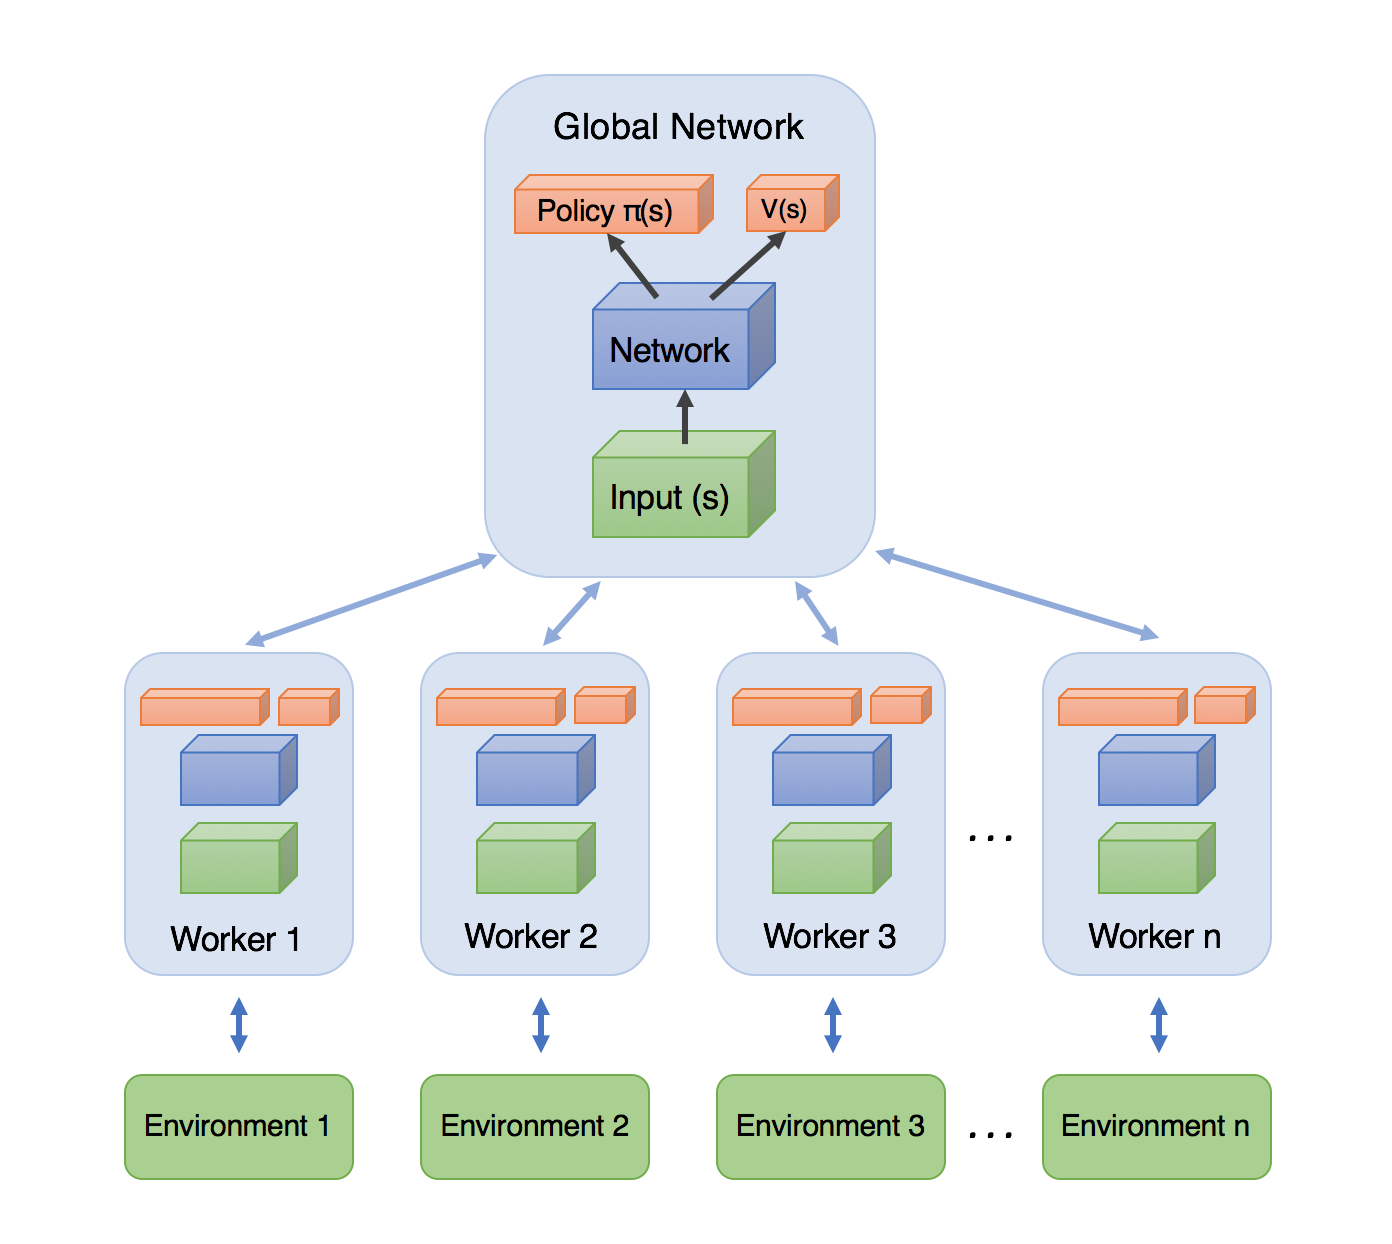 Global Network
Policy π(s)
V(s)
Network
Input (s)
Worker 1
Worker 2
Worker 3
...
Worker n
Environment 1
Environment 2
Environment 3
...
Environment n